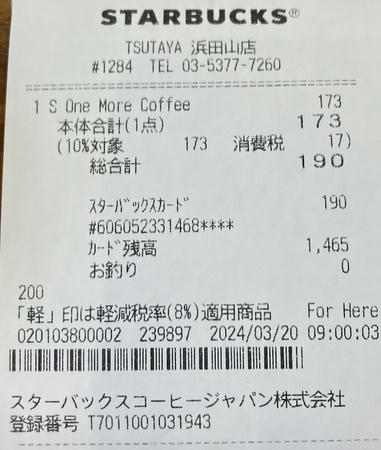 STARBUCKS®
TSUTAYA 浜田山店
#1284 TEL 03-5377-7260
1 S One More Coffee 173
本体合計(1点) 173
(10%対象 173 消費税 17)
総合計 190
ｽﾀｰﾊﾞｯｸｽｶｰﾄﾞ 190
#606052331468****
ｶｰﾄﾞ残高 1,465
お釣り 0
200
「軽」印は軽減税率(8%)適用商品 For Here
020103800002 239897 2024/03/20 09:00:03
スターバックスコーヒージャパン株式会社
登録番号 T7011001031943